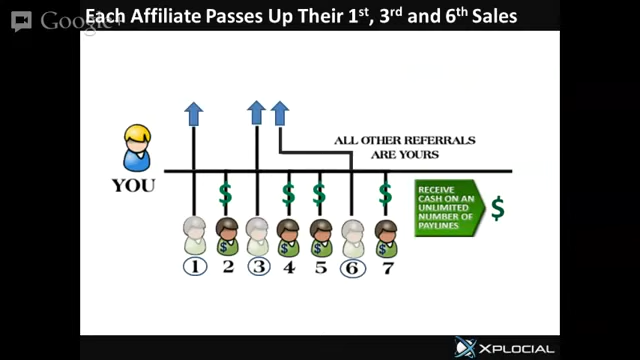 Each Affiliate Passes Up Their 1st, 3rd and 6th Sales
Google+
ALL OTHER REFERRALS
ARE YOURS
YOU
$ $ $ $
RECEIVE
CASH ON AN
UNLIMITED
NUMBER OF
PAYLINES
$
$ $ $ $
1 2 3 4 5 6 7
XPLOCIAL